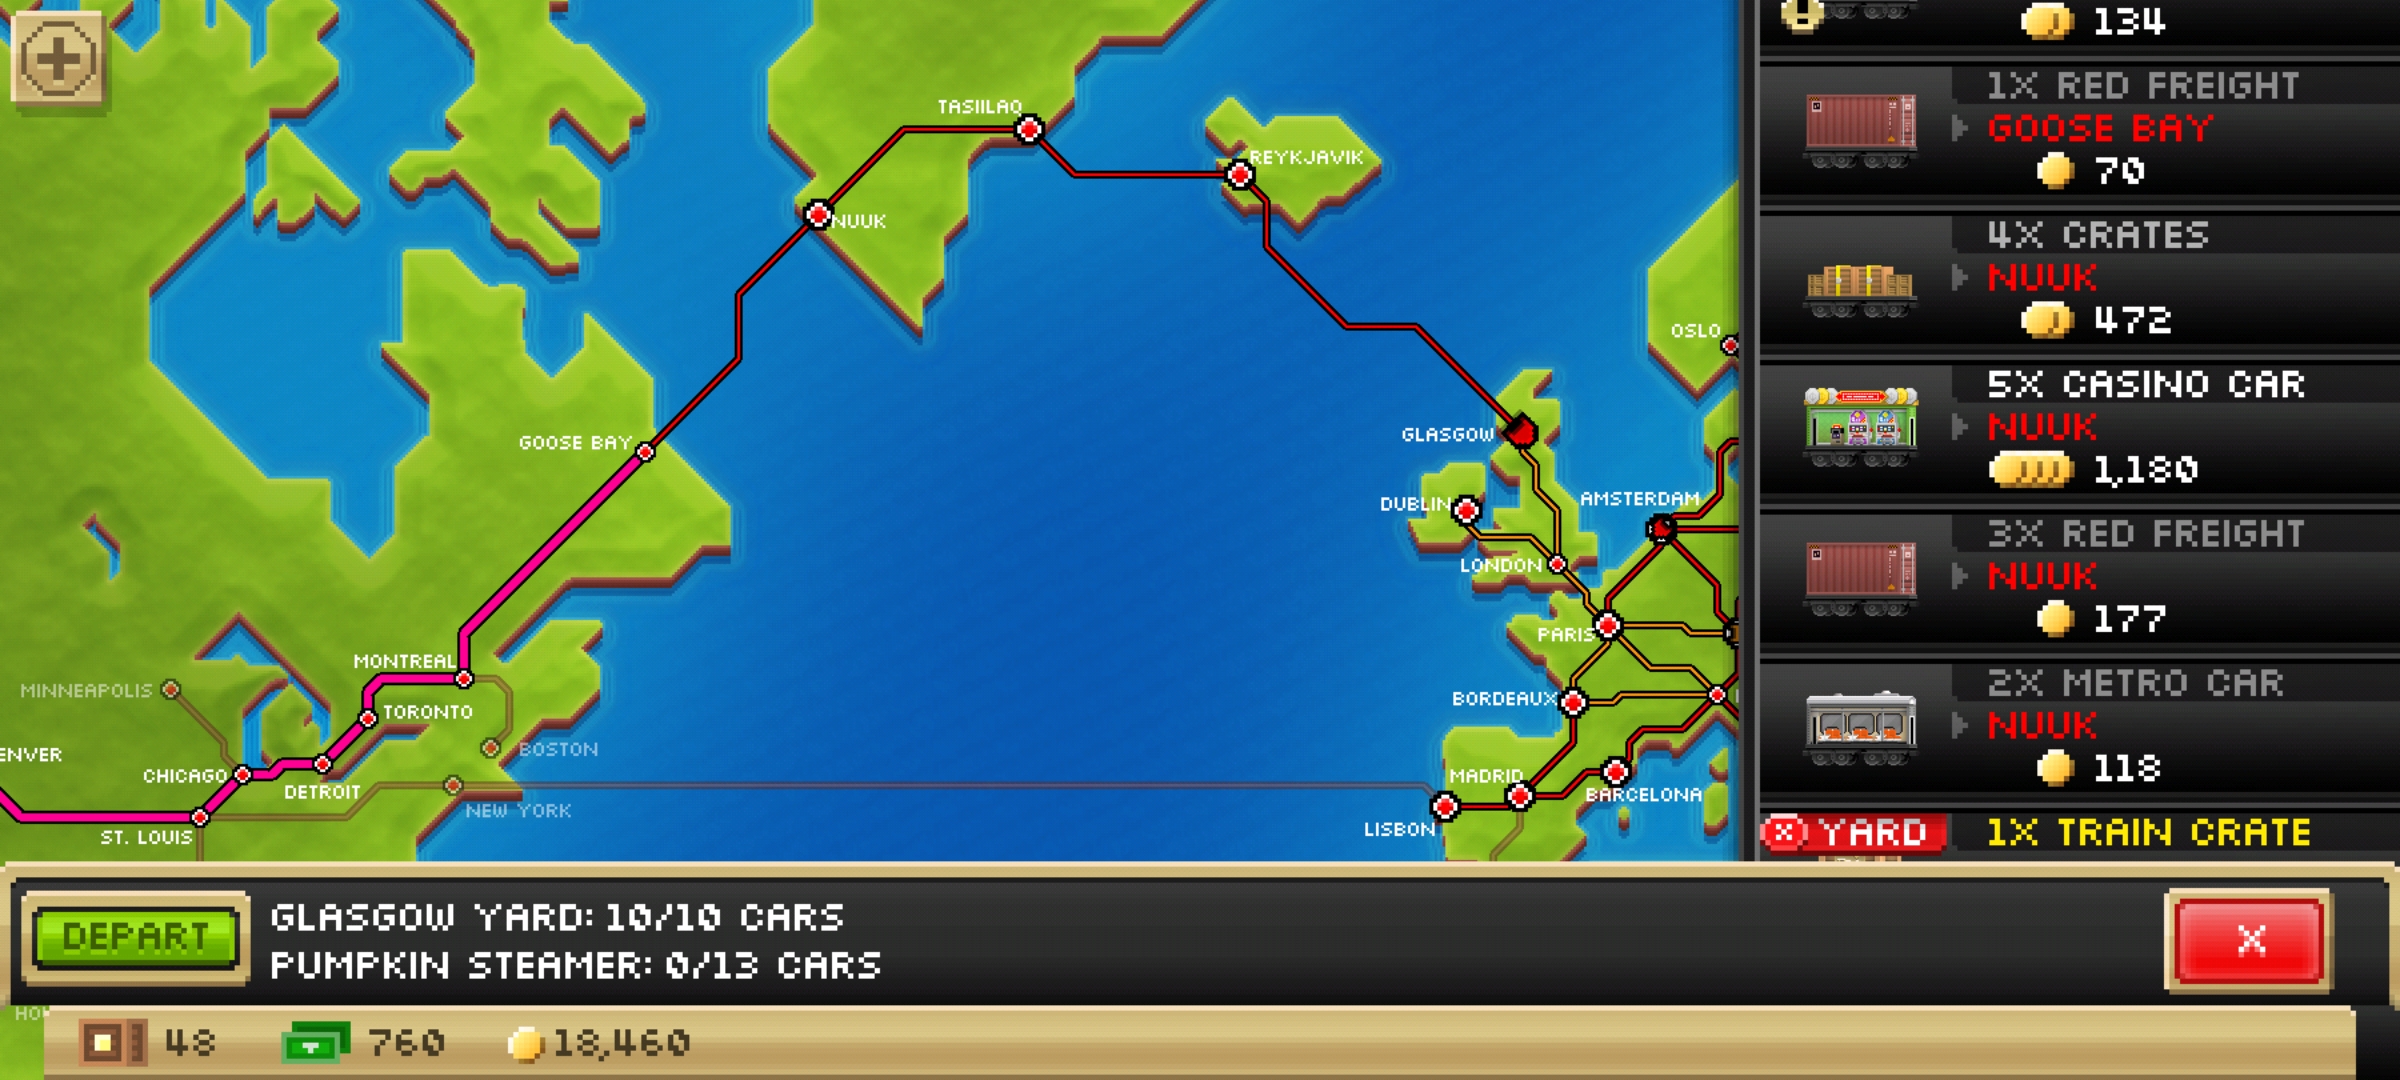 134
1X RED FREIGHT
GOOSE BAY
70
4X CRATES
NUUK
472
5X CASINO CAR
NUUK
1,180
3X RED FREIGHT
NUUK
177
2X METRO CAR
NUUK
118
YARD
1X TRAIN CRATE
TASIILAQ
REYKJAVIK
NUUK
OSLO
GOOSE BAY
GLASGOW
AMSTERDAM
DUBLIN
LONDON
PARIS
MONTREAL
MINNEAPOLIS
BORDEAUX
TORONTO
BOSTON
ENVER
CHICAGO
MADRID
DETROIT
BARCELONA
NEW YORK
LISBON
ST. LOUIS
DEPART
GLASGOW YARD: 10/10 CARS
PUMPKIN STEAMER: 0/13 CARS
X
HO
48
760
18,460